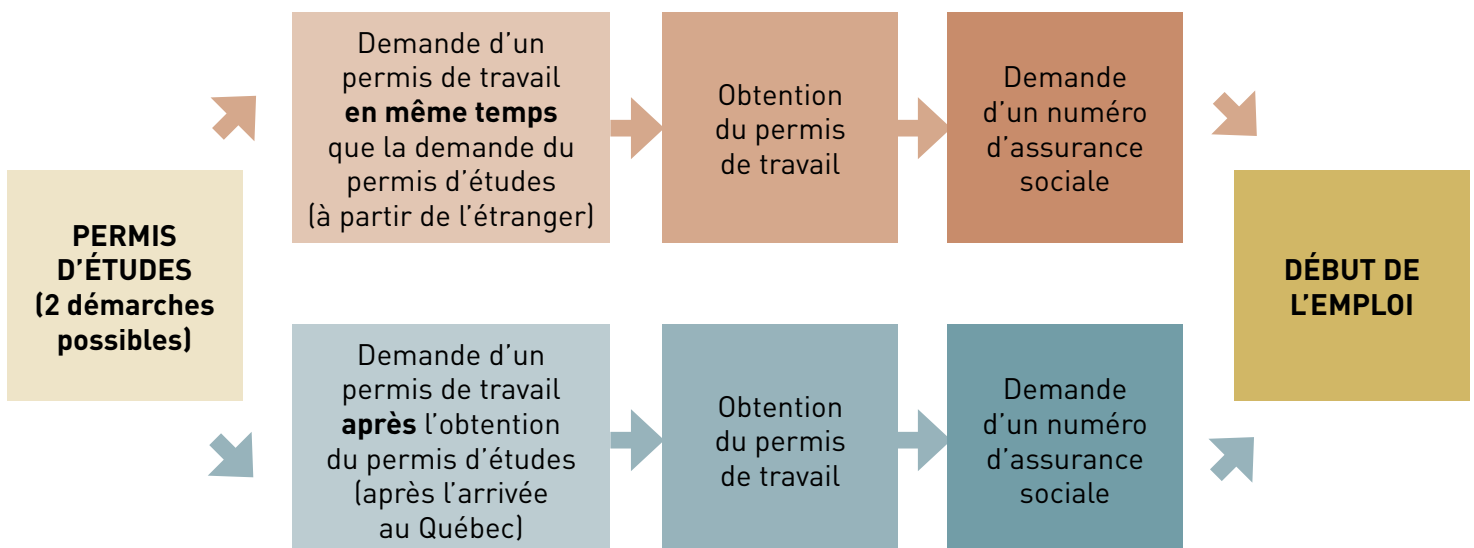 PERMIS
D'ÉTUDES
(2 démarches
possibles)
Demande d'un
permis de travail
en même temps
que la demande du
permis d'études
(à partir de l'étranger)
Obtention
du permis
de travail
Demande
d'un numéro
d'assurance
sociale
Demande d'un
permis de travail
après l'obtention
du permis d'études
(après l'arrivée
au Québec)
Obtention
du permis
de travail
Demande
d'un numéro
d'assurance
sociale
DÉBUT DE
L'EMPLOI